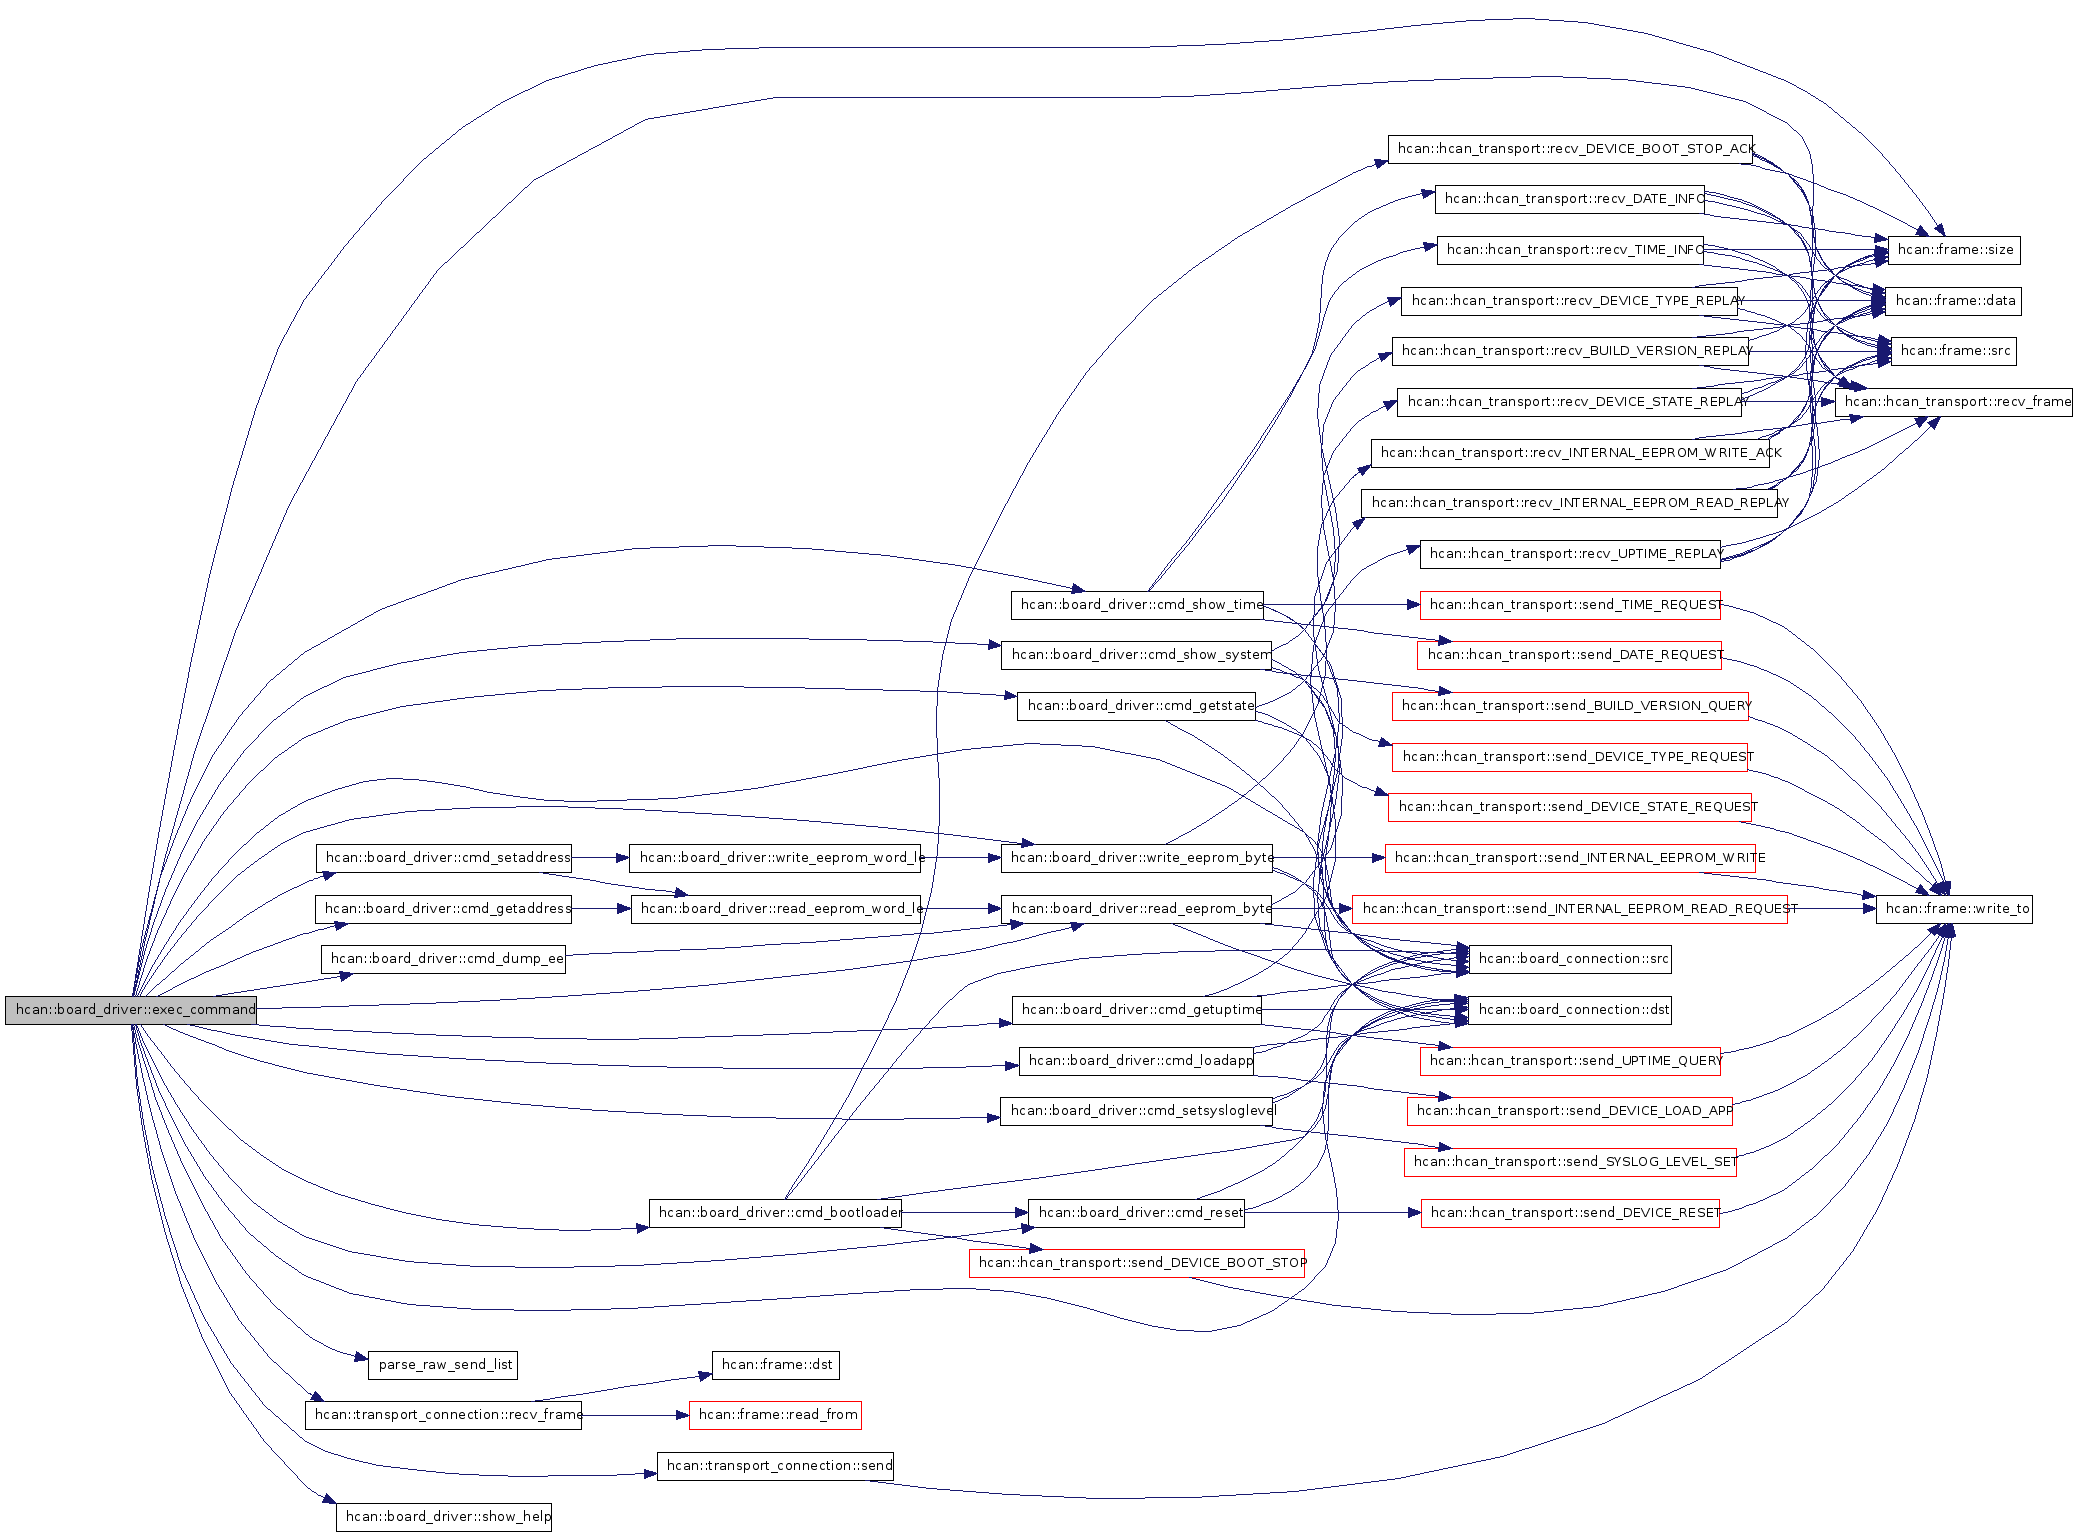 hcan::hcan_transport::recv_DEVICE_BOOT_STOP_ACK
hcan::hcan_transport::recv_DATE_INFO
hcan::hcan_transport::recv_TIME_INFO
hcan::frame::size
hcan::hcan_transport::recv_DEVICE_TYPE_REPLAY
hcan::frame::data
hcan::hcan_transport::recv_BUILD_VERSION_REPLAY
hcan::frame::src
hcan::hcan_transport::recv_DEVICE_STATE_REPLAY
hcan::hcan_transport::recv_frame
hcan::hcan_transport::recv_INTERNAL_EEPROM_WRITE_ACK
hcan::hcan_transport::recv_INTERNAL_EEPROM_READ_REPLAY
hcan::hcan_transport::recv_UPTIME_REPLAY
hcan::board_driver::cmd_show_time
hcan::hcan_transport::send_TIME_REQUEST
hcan::board_driver::cmd_show_system
hcan::hcan_transport::send_DATE_REQUEST
hcan::board_driver::cmd_getstate
hcan::hcan_transport::send_BUILD_VERSION_QUERY
hcan::hcan_transport::send_DEVICE_TYPE_REQUEST
hcan::hcan_transport::send_DEVICE_STATE_REQUEST
hcan::board_driver::cmd_setaddress
hcan::board_driver::write_eeprom_word_le
hcan::board_driver::write_eeprom_byte
hcan::hcan_transport::send_INTERNAL_EEPROM_WRITE
hcan::board_driver::cmd_getaddress
hcan::board_driver::read_eeprom_word_le
hcan::board_driver::read_eeprom_byte
hcan::hcan_transport::send_INTERNAL_EEPROM_READ_REQUEST
hcan::frame::write_to
hcan::board_driver::cmd_dump_ee
hcan::board_connection::src
hcan::board_driver::exec_command
hcan::board_driver::cmd_getuptime
hcan::board_connection::dst
hcan::board_driver::cmd_loadapp
hcan::hcan_transport::send_UPTIME_QUERY
hcan::board_driver::cmd_setsysloglevel
hcan::hcan_transport::send_DEVICE_LOAD_APP
hcan::hcan_transport::send_SYSLOG_LEVEL_SET
hcan::board_driver::cmd_bootloader
hcan::board_driver::cmd_reset
hcan::hcan_transport::send_DEVICE_RESET
hcan::hcan_transport::send_DEVICE_BOOT_STOP
parse_raw_send_list
hcan::frame::dst
hcan::transport_connection::recv_frame
hcan::frame::read_from
hcan::transport_connection::send
hcan::board_driver::show_help